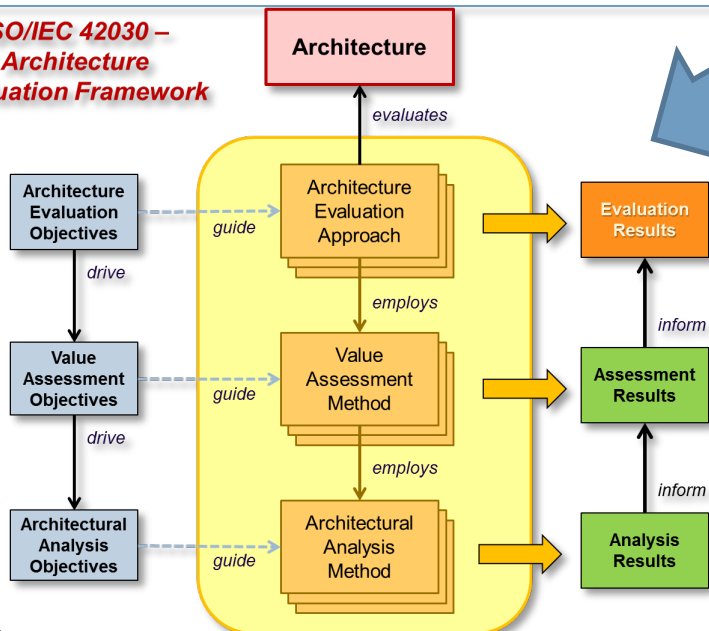 SO/IEC 42030 –
Architecture
uation Framework
Architecture
evaluates
Architecture
Evaluation
Objectives
guide
Architecture
Evaluation
Approach
Evaluation
Results
drive
employs
inform
Value
Assessment
Objectives
guide
Value
Assessment
Method
Assessment
Results
drive
employs
inform
Architectural
Analysis
Objectives
guide
Architectural
Analysis
Method
Analysis
Results